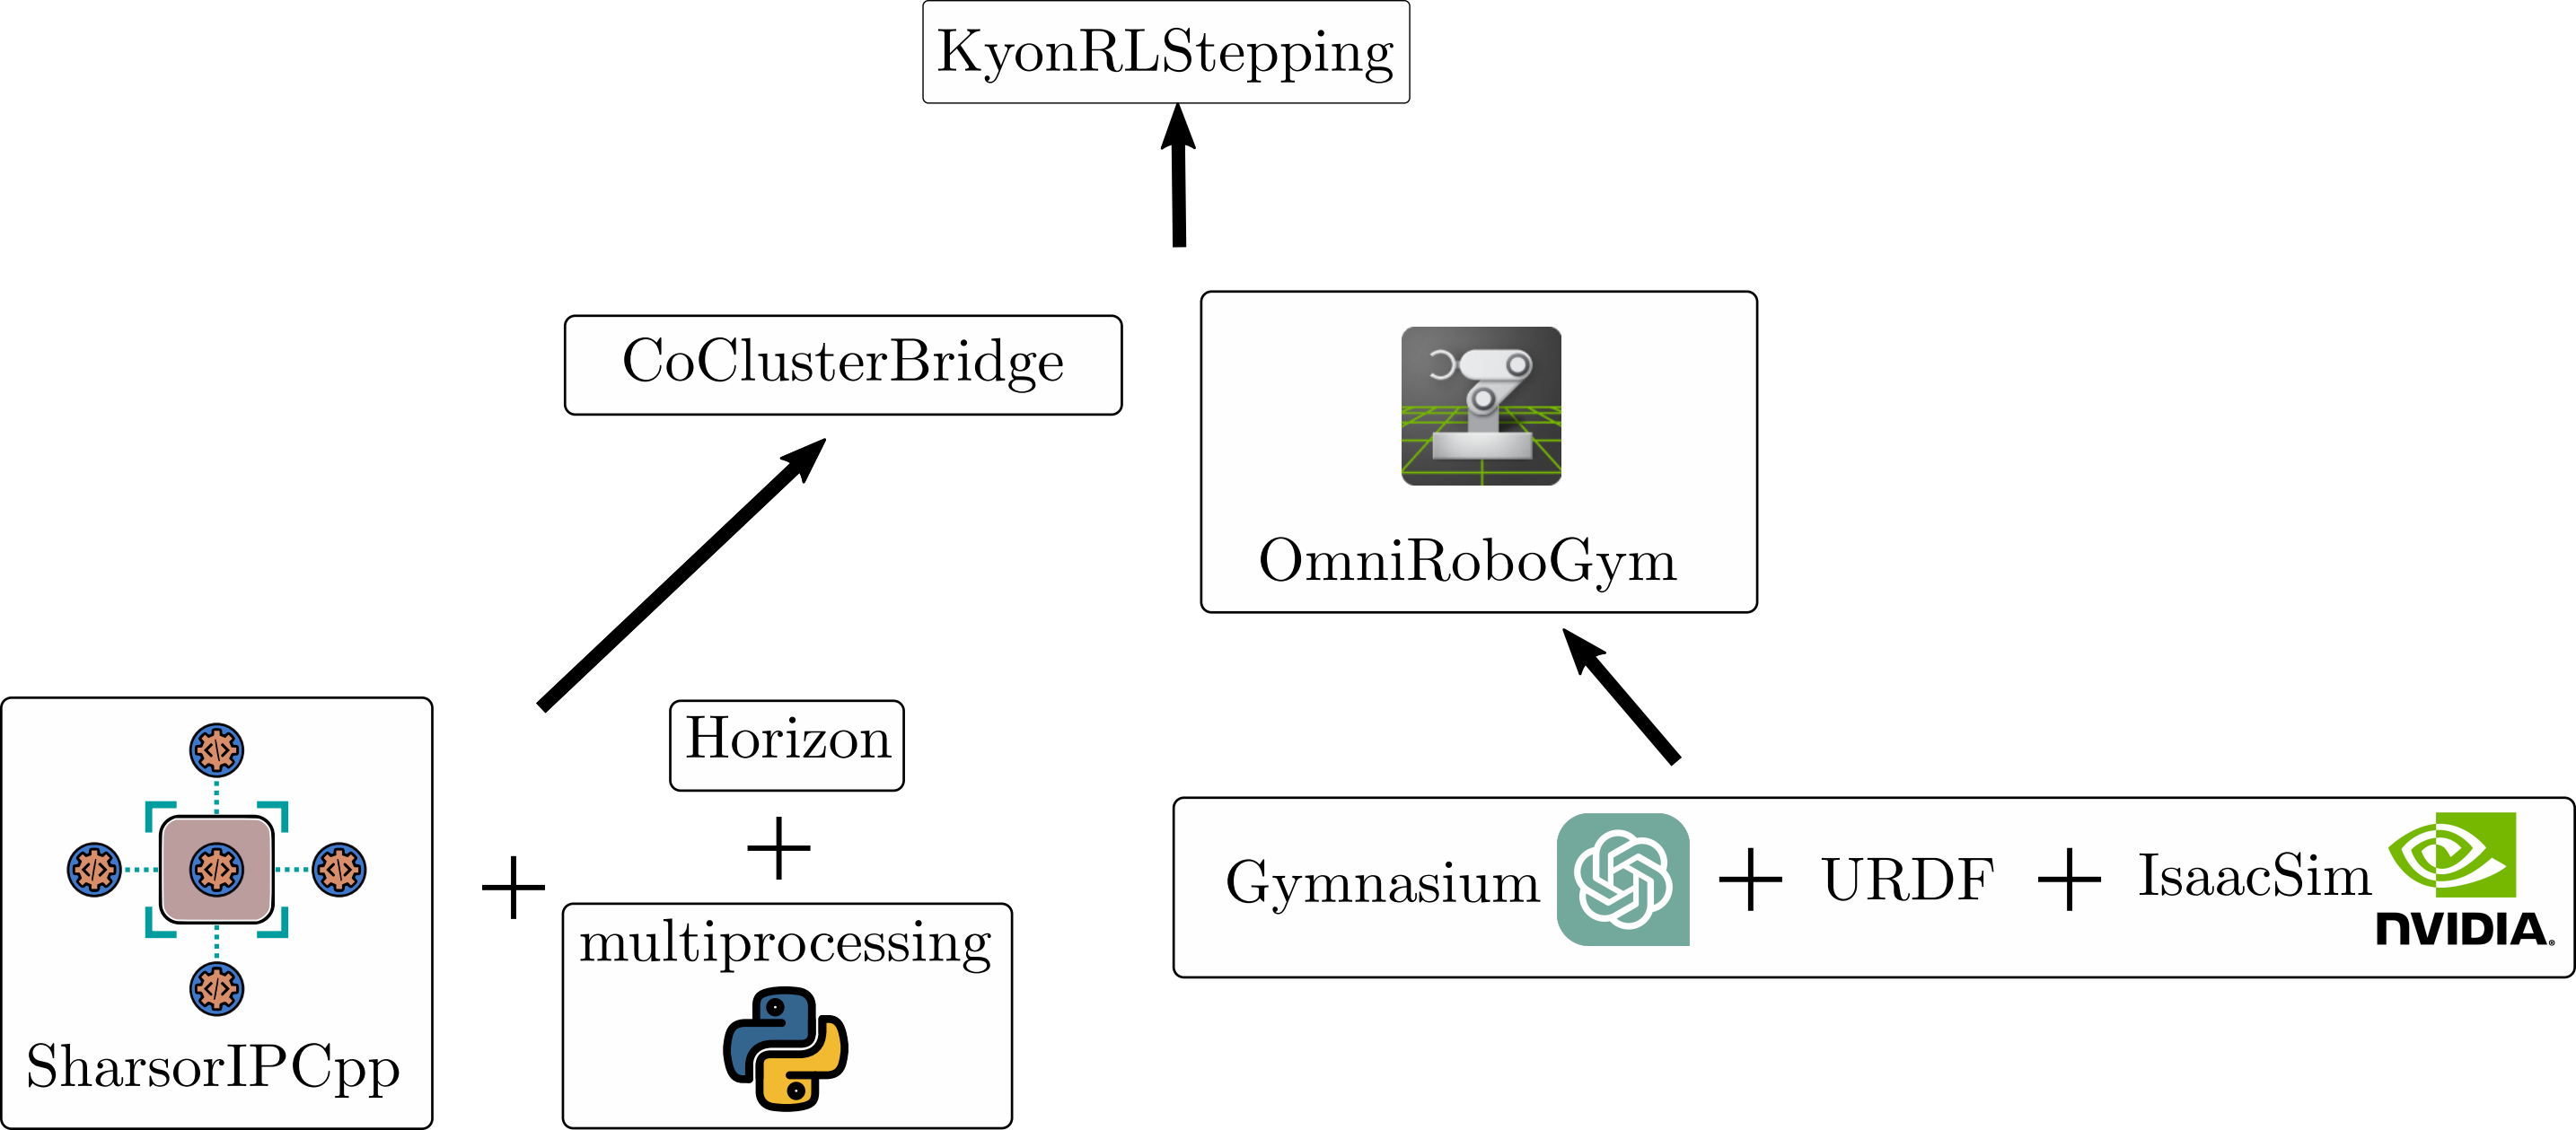 KyonRLStepping
CoClusterBridge
OmniRoboGym
Horizon
+
multiprocessing
+
SharsorIPCpp
Gymnasium + URDF + IsaacSim
NVIDIA.